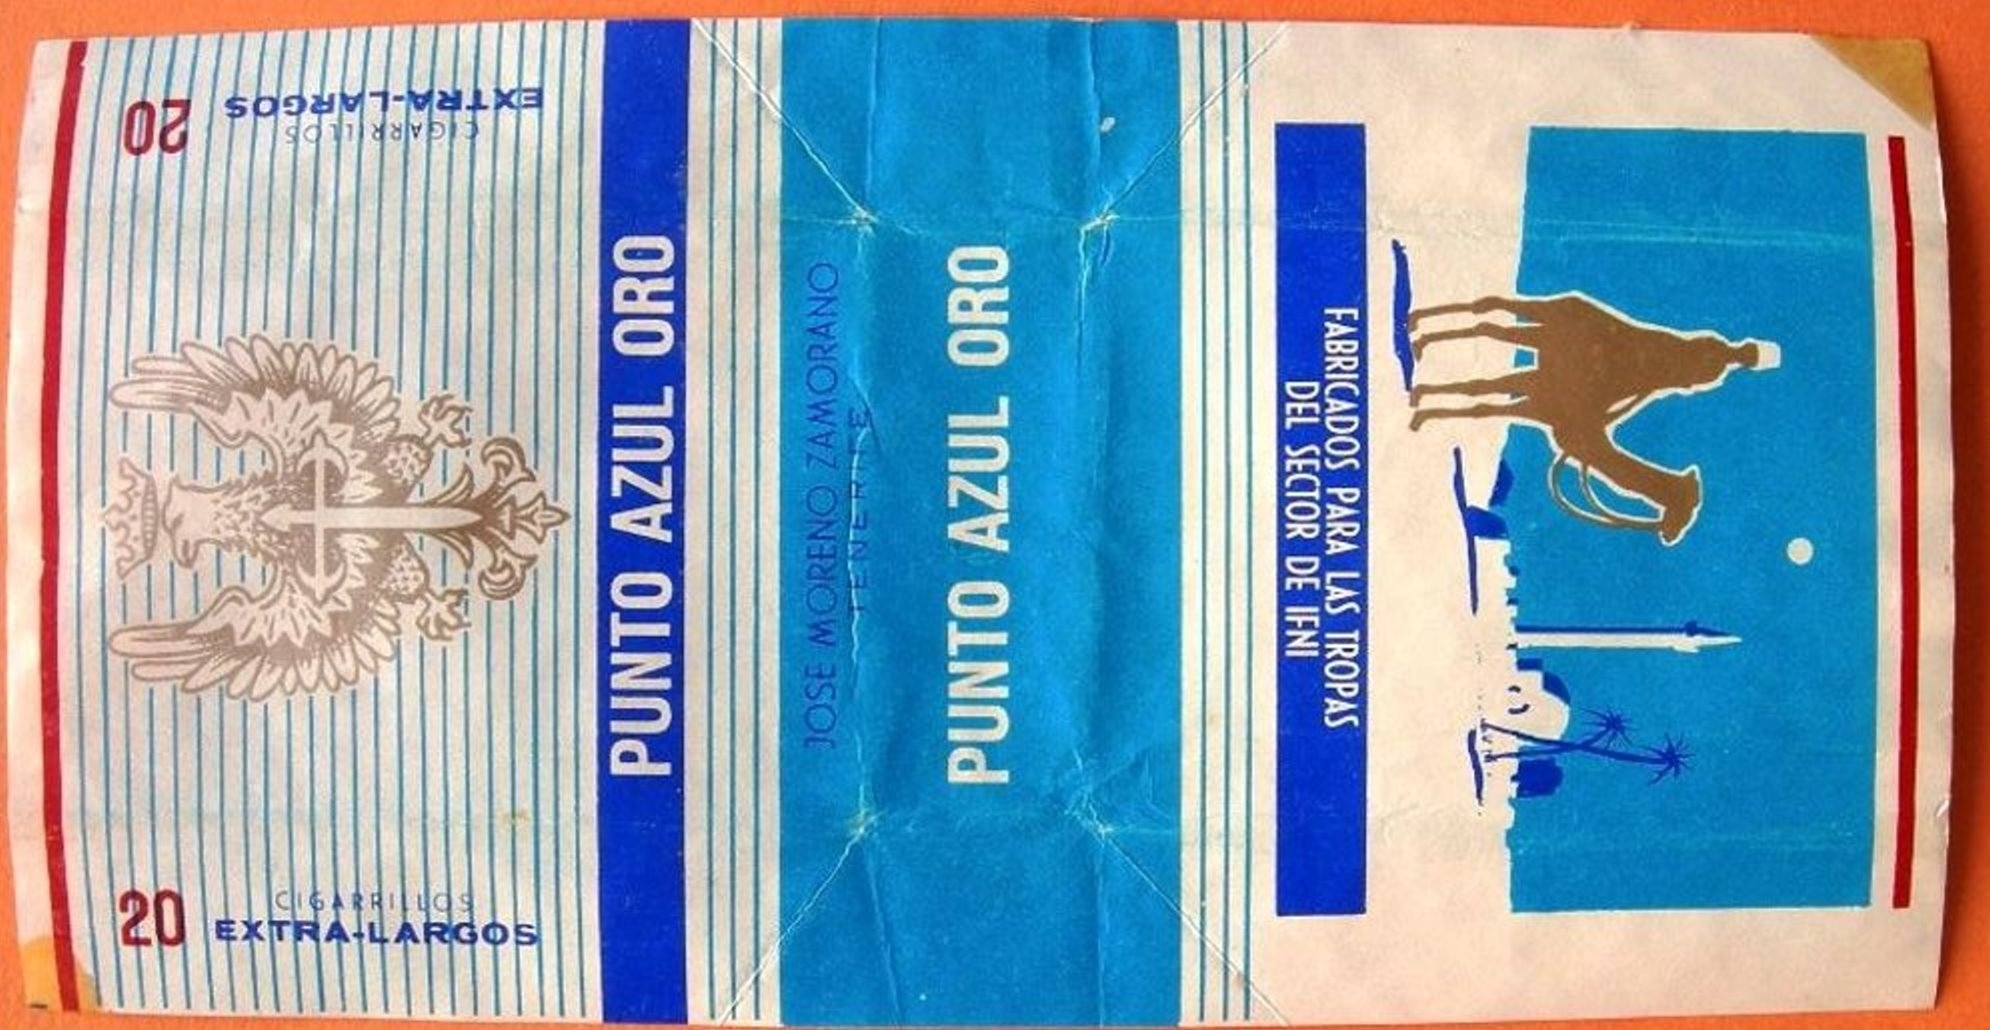 20
CIGARRILLOS
EXTRA-LARGOS
PUNTO AZUL ORO
JOSE MORENO ZAMORANO
TENERIFE
PUNTO AZUL ORO
FABRICADOS PARA LAS TROPAS
DEL SECTOR DE IFNI
20
CIGARRILLOS
EXTRA-LARGOS